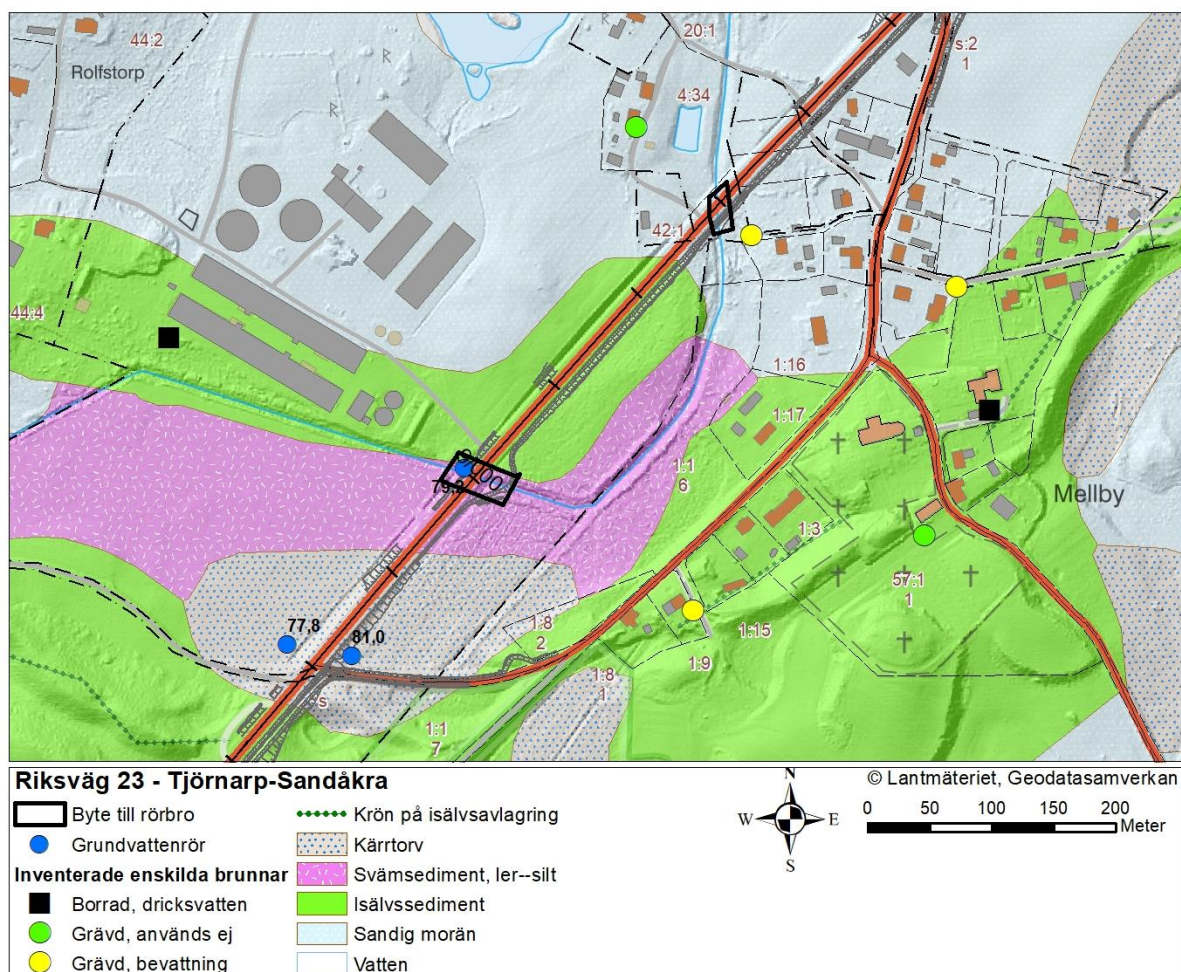 44:2
Rolfstorp
20:1
s:2
1
4:34
42:1
44:4
1:16
1:17
1:1
6
79,2
Mellby
1:3
57:1
1
77,8
81,0
1:8
2
1:15
1:9
1:8
1
s
1:1
7
Riksväg 23 - Tjörnarp-Sandåkra
Byte till rörbro
Grundvattenrör
Inventerade enskilda brunnar
Borrad, dricksvatten
Grävd, används ej
Grävd, bevattning
Krön på isälvsavlagring
Kärrtorv
Svämsediment, ler--silt
Isälvssediment
Sandig morän
Vatten
N
W
E
S
© Lantmäteriet, Geodatasamverkan
0 50 100 150 200
Meter